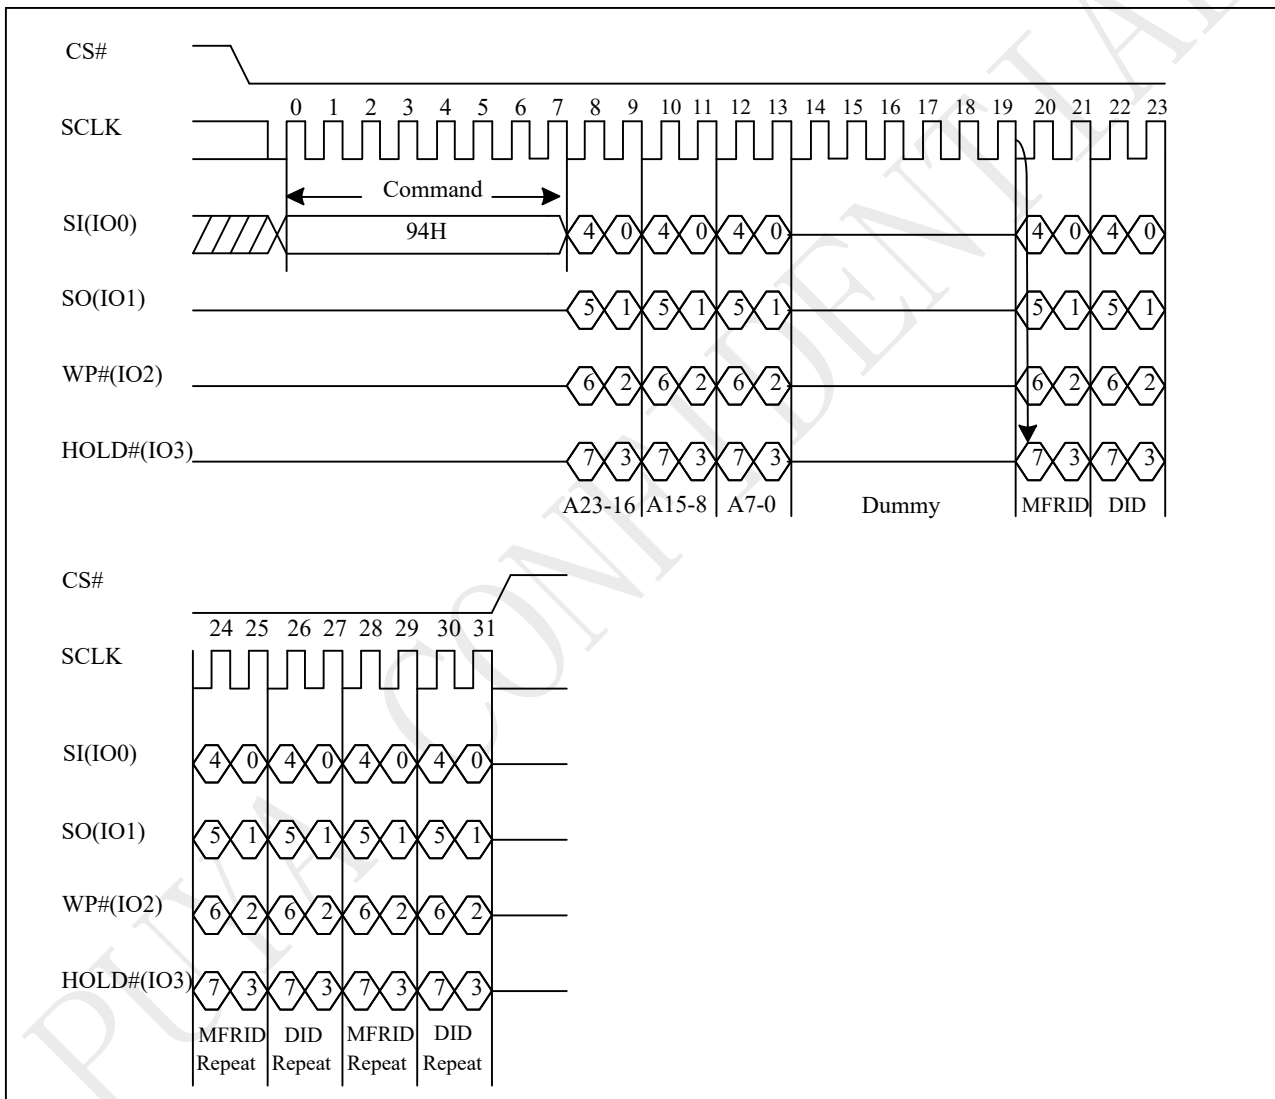 CS#
0 1 2 3 4 5 6 7 8 9 10 11 12 13 14 15 16 17 18 19 20 21 22 23
SCLK
Command
SI(IO0) 94H 4 0 4 0 4 0 4 0 4 0
SO(IO1) 5 1 5 1 5 1 5 1 5 1
WP#(IO2) 6 2 6 2 6 2 6 2 6 2
HOLD#(IO3) 7 3 7 3 7 3 7 3 7 3
A23-16 A15-8 A7-0 Dummy MFRID DID
CS#
24 25 26 27 28 29 30 31
SCLK
SI(IO0) 4 0 4 0 4 0 4 0
SO(IO1) 5 1 5 1 5 1 5 1
WP#(IO2) 6 2 6 2 6 2 6 2
HOLD#(IO3) 7 3 7 3 7 3 7 3
MFRID DID MFRID DID
Repeat Repeat Repeat Repeat
PUYA CONFIDENTIAL